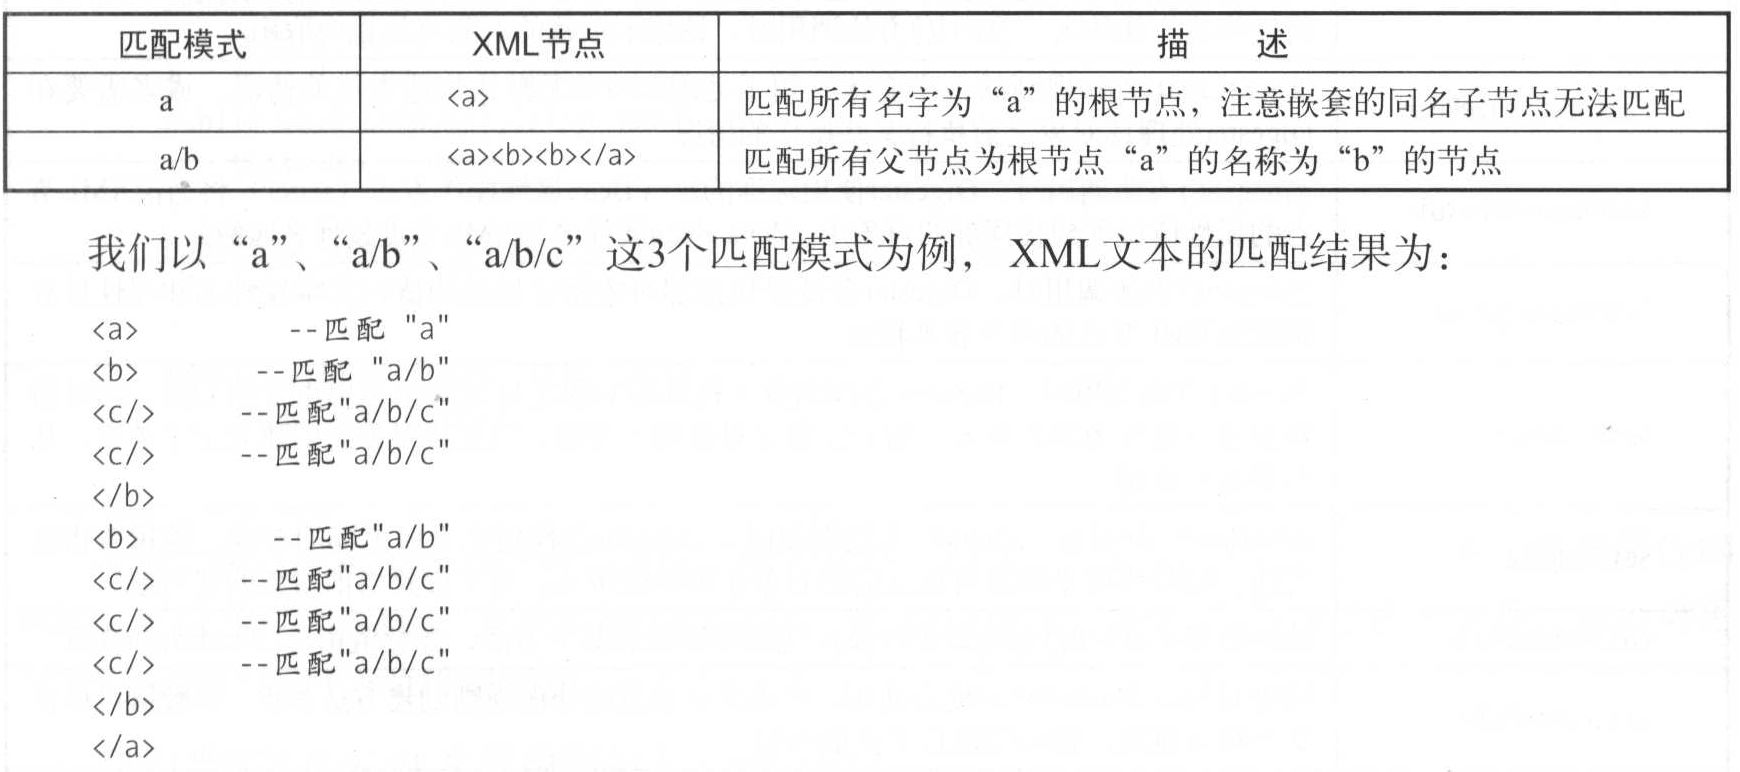 匹配模式 XML节点 描 述
a <a> 匹配所有名字为“a”的根节点，注意嵌套的同名子节点无法匹配
a/b <a><b><b></a> 匹配所有父节点为根节点“a”的名称为“b”的节点
我们以“a”、“a/b”、“a/b/c”这3个匹配模式为例， XML文本的匹配结果为：
<a> --匹配 "a"
<b> --匹配 "a/b"
<c/> --匹配"a/b/c"
<c/> --匹配"a/b/c"
</b>
<b> --匹配"a/b"
<c/> --匹配"a/b/c"
<c/> --匹配"a/b/c"
<c/> --匹配"a/b/c"
</b>
</a>